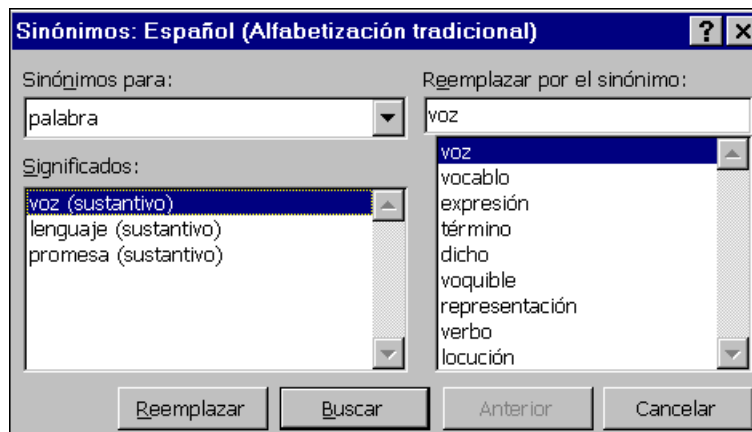 Sinónimos: Español (Alfabetización tradicional)
Sinónimos para:
palabra
Significados:
voz (sustantivo)
lenguaje (sustantivo)
promesa (sustantivo)
Reemplazar por el sinónimo:
voz
voz
vocablo
expresión
término
dicho
voquible
representación
verbo
locución
Reemplazar
Buscar
Anterior
Cancelar